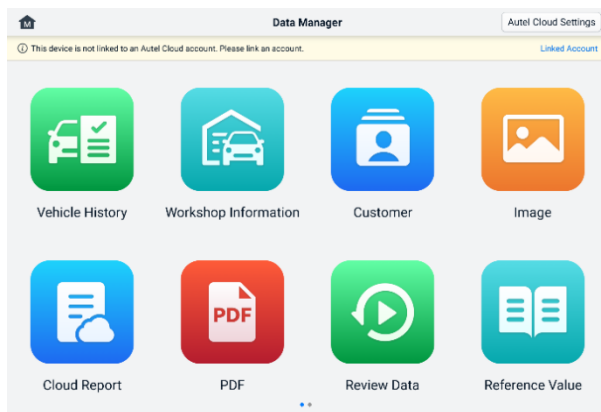 M
Data Manager
Autel Cloud Settings
This device is not linked to an Autel Cloud account. Please link an account.
Linked Account
Vehicle History
Workshop Information
Customer
Image
PDF
Cloud Report
PDF
Review Data
Reference Value